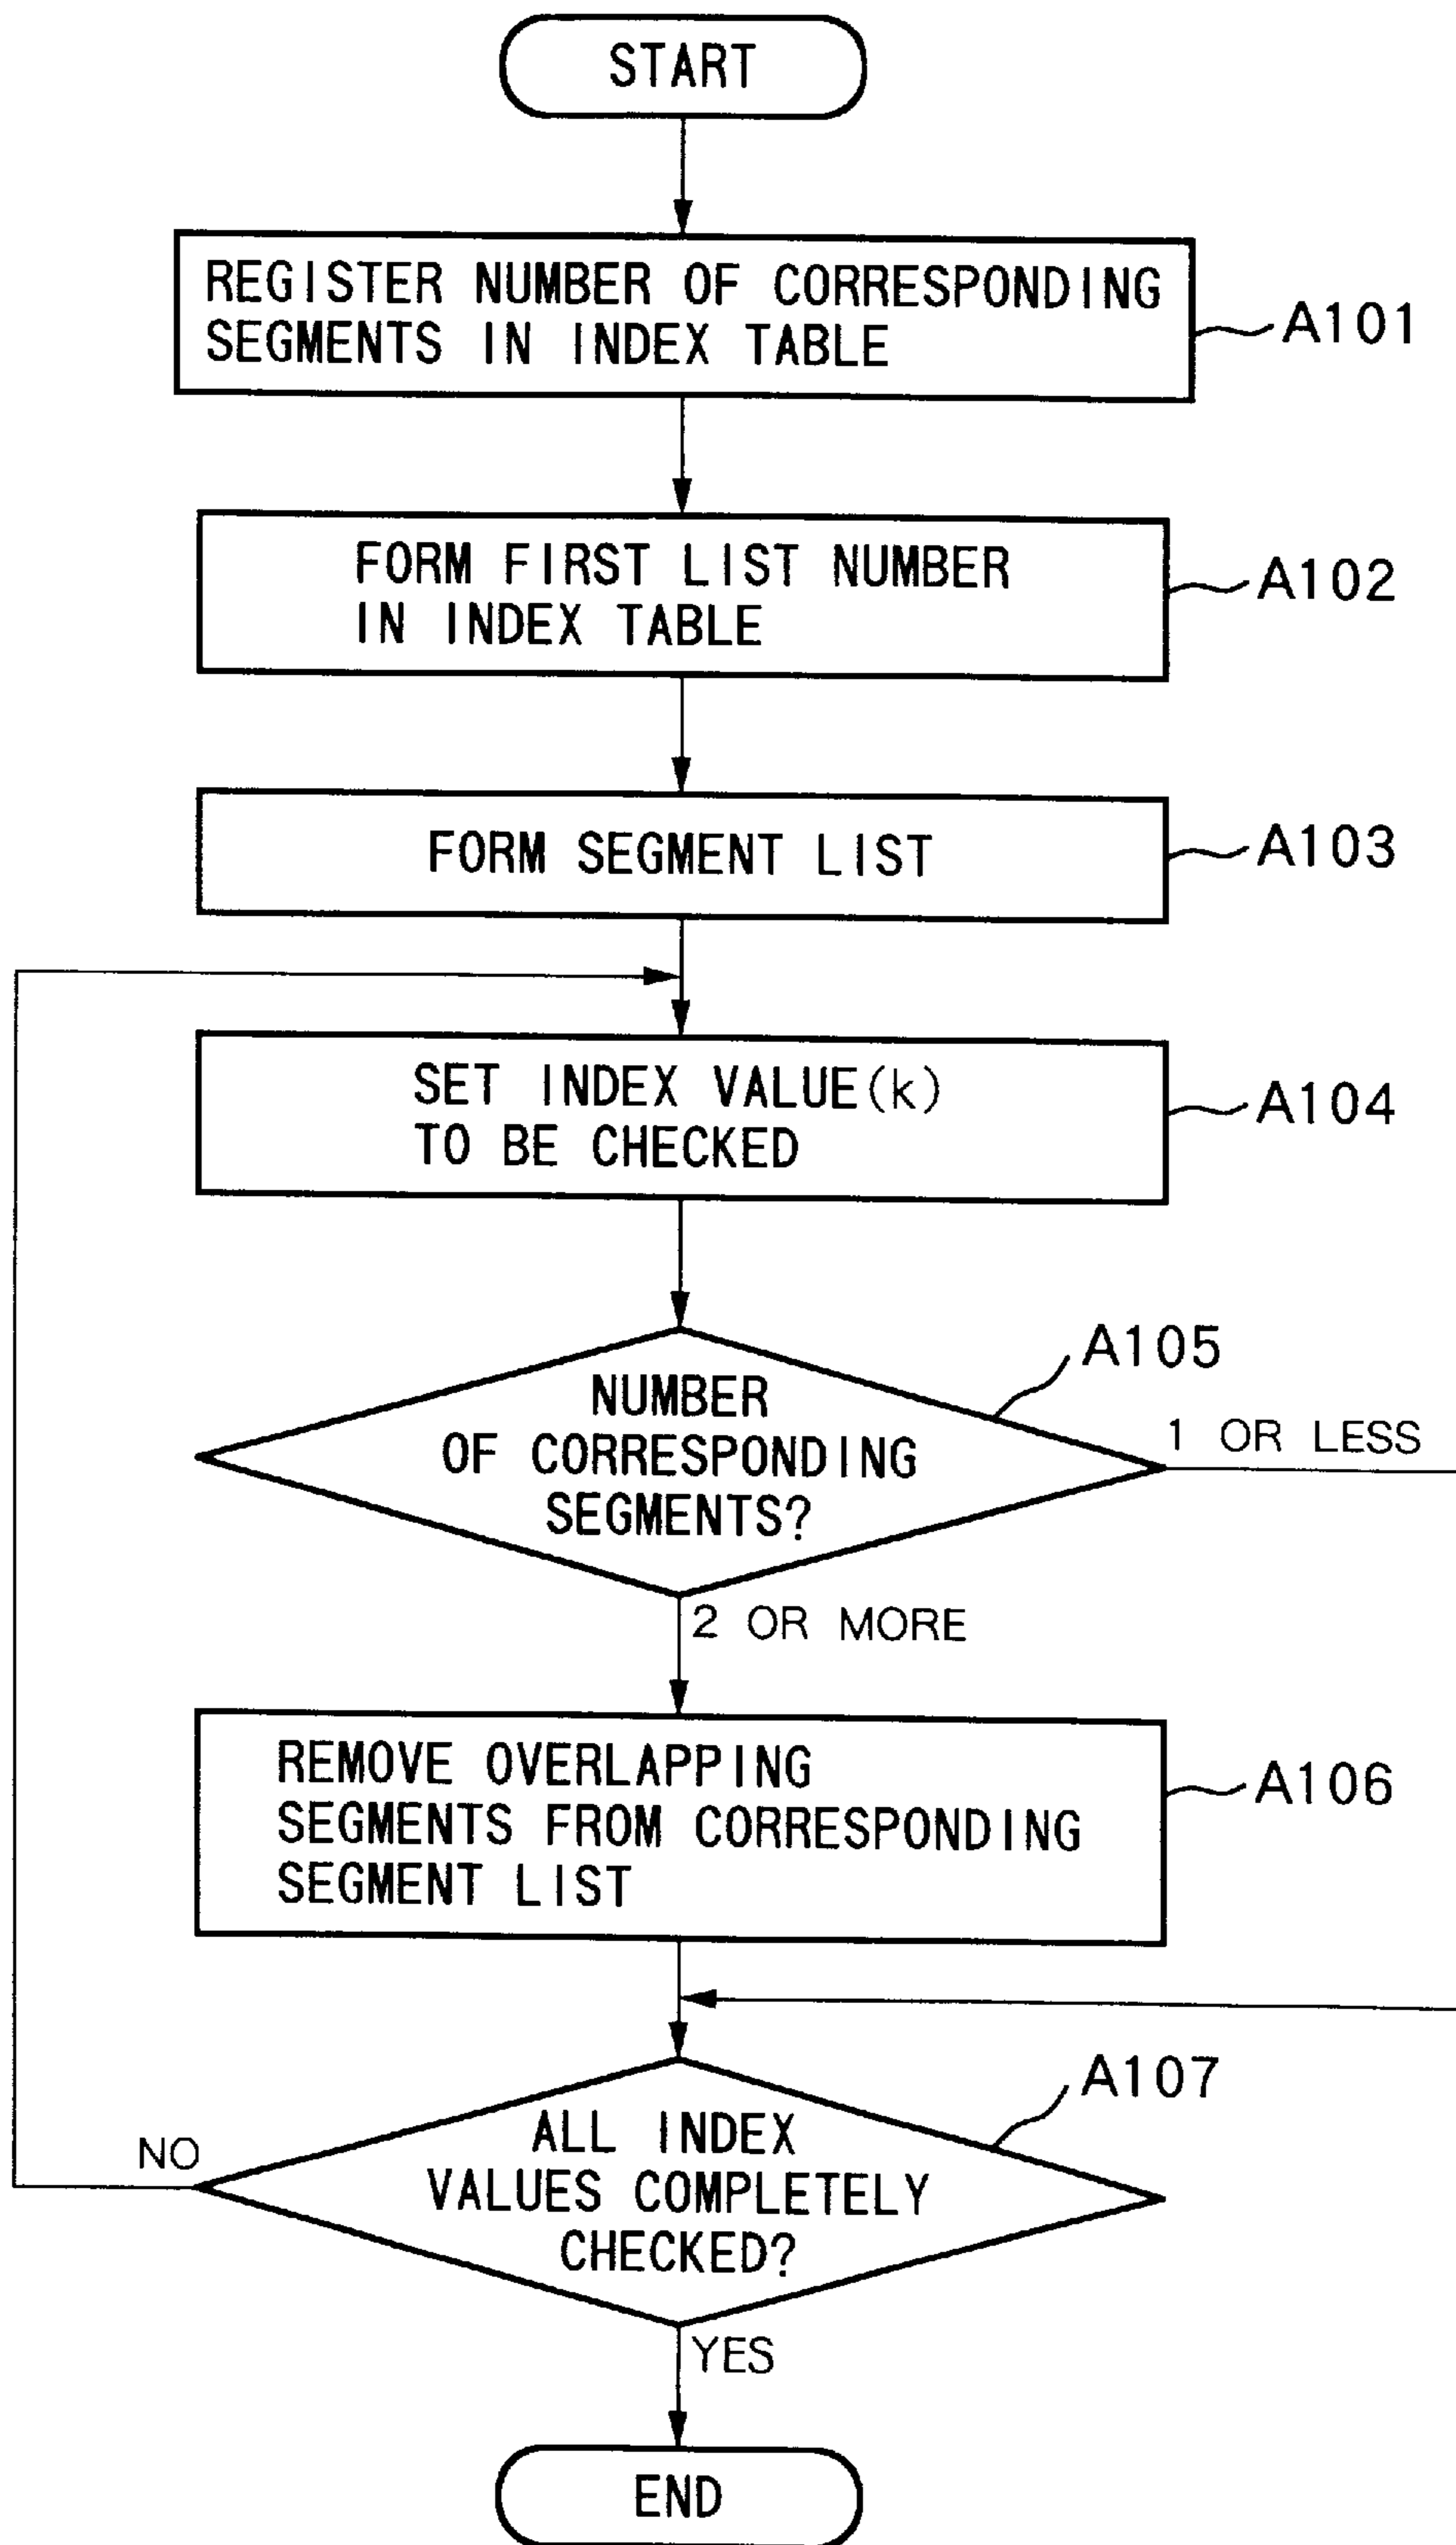 START
REGISTER NUMBER OF CORRESPONDING
SEGMENTS IN INDEX TABLE
A101
FORM FIRST LIST NUMBER
IN INDEX TABLE
A102
FORM SEGMENT LIST
A103
SET INDEX VALUE(k)
TO BE CHECKED
A104
A105
NUMBER
OF CORRESPONDING
SEGMENTS?
1 OR LESS
2 OR MORE
REMOVE OVERLAPPING
SEGMENTS FROM CORRESPONDING
SEGMENT LIST
A106
A107
ALL INDEX
VALUES COMPLETELY
CHECKED?
NO
YES
END